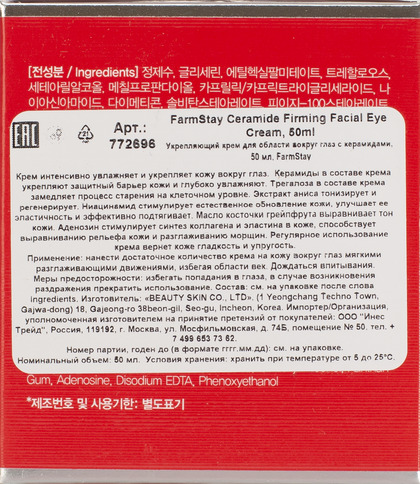 [전성분 / Ingredients] 정제수, 글리세린, 에틸헥실팔미테이트, 트레할로오스,
세테아릴알코올, 메칠프로판다이올, 카프릴릭/카프릭트라이글리세라이드, 나
이아신아마이드, 다이메티콘, 솔비탄스테아레이트, 피이지-100스테아레이트,
EAC
21
Арт.:
772696
FarmStay Ceramide Firming Facial Eye
Cream, 50ml
Укрепляющий крем для области вокруг глаз с керамидами,
50 мл, FarmStay
Крем интенсивно увлажняет и укрепляет кожу вокруг глаз. Керамиды в составе крема
укрепляют защитный барьер кожи и глубоко увлажняют. Трегалоза в составе крема
замедляет процесс старения на клеточном уровне. Экстракт аниса тонизирует и
регенерирует. Ниацинамид стимулирует естественное обновление кожи, улучшает ее
эластичность и эффективно подтягивает. Масло косточки грейпфрута выравнивает тон
кожи. Аденозин стимулирует синтез коллагена и эластина в коже, способствует
выравниванию рельефа кожи и разглаживанию морщин. Регулярное использование
крема вернет коже гладкость и упругость.
Применение: нанести достаточное количество крема на кожу вокруг глаз мягкими
разглаживающими движениями, избегая области век. Дождаться впитывания.
Меры предосторожности: избегать попадания в глаза, в случае возникновения
раздражения прекратить использование. Состав: см. на упаковке после слова
ingredients. Изготовитель: «BEAUTY SKIN CO., LTD». (1 Yeongchang Techno Town,
Gajwa-dong) 18, Gajeong-ro 38beon-gil, Seo-gu, Incheon, Korea. Импортер/Организация,
уполномоченная изготовителем на принятие претензий от покупателей: ООО "Инес
Трейд", Россия, 119192, г. Москва, ул. Мосфильмовская, д. 74Б, помещение № 50. тел. +
7 499 653 73 62.
Номер партии, годен до (в формате гггг.мм.дд): см. на упаковке.
Номинальный объем: 50 мл. Условия хранения: хранить при температуре от 5 до 25°С.
Gum, Adenosine, Disodium EDTA, Phenoxyethanol
*제조번호 및 사용기한: 별도표기